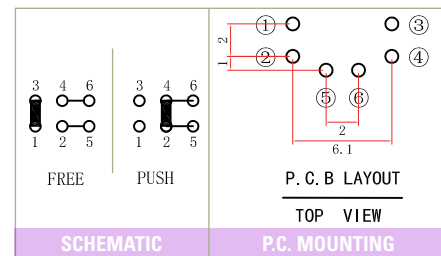 3 4 6
1 2 5
FREE
3 4 6
1 2 5
PUSH
① ③
2
② ④
1
⑤ ⑥
2
6.1
P.C.B LAYOUT
TOP VIEW
SCHEMATIC
P.C. MOUNTING